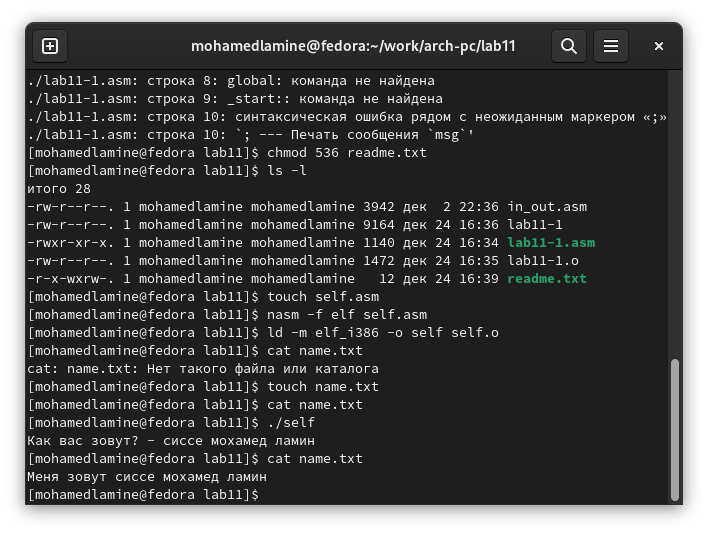 mohamedlamine@fedora:~/work/arch-pc/lab11
./lab11-1.asm: строка 8: global: команда не найдена
./lab11-1.asm: строка 9: _start:: команда не найдена
./lab11-1.asm: строка 10: синтаксическая ошибка рядом с неожиданным маркером «;»
./lab11-1.asm: строка 10: `; --- Печать сообщения `msg`'
[mohamedlamine@fedora lab11]$ chmod 536 readme.txt
[mohamedlamine@fedora lab11]$ ls -l
итого 28
-rw-r--r--. 1 mohamedlamine mohamedlamine 3942 дек  2 22:36 in_out.asm
-rw-r--r--. 1 mohamedlamine mohamedlamine 9164 дек 24 16:36 lab11-1
-rwxr-xr-x. 1 mohamedlamine mohamedlamine 1140 дек 24 16:34 lab11-1.asm
-rw-r--r--. 1 mohamedlamine mohamedlamine 1472 дек 24 16:35 lab11-1.o
-r-x-wxrw-. 1 mohamedlamine mohamedlamine   12 дек 24 16:39 readme.txt
[mohamedlamine@fedora lab11]$ touch self.asm
[mohamedlamine@fedora lab11]$ nasm -f elf self.asm
[mohamedlamine@fedora lab11]$ ld -m elf_i386 -o self self.o
[mohamedlamine@fedora lab11]$ cat name.txt
cat: name.txt: Нет такого файла или каталога
[mohamedlamine@fedora lab11]$ touch name.txt
[mohamedlamine@fedora lab11]$ cat name.txt
[mohamedlamine@fedora lab11]$ ./self
Как вас зовут? - сиссе мохамед ламин
[mohamedlamine@fedora lab11]$ cat name.txt
Меня зовут сиссе мохамед ламин
[mohamedlamine@fedora lab11]$